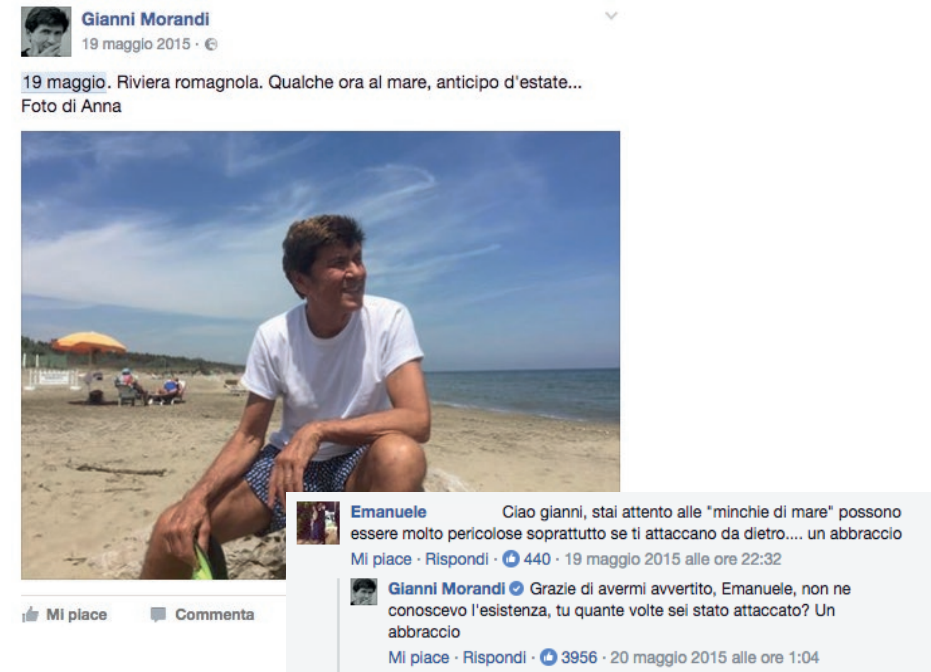 Gianni Morandi
19 maggio 2015 ·
19 maggio. Riviera romagnola. Qualche ora al mare, anticipo d'estate...
Foto di Anna
Mi piace Commenta
Emanuele Ciao gianni, stai attento alle "minchie di mare" possono
essere molto pericolose soprattutto se ti attaccano da dietro.... un abbraccio
Mi piace · Rispondi · 440 · 19 maggio 2015 alle ore 22:32
Gianni Morandi Grazie di avermi avvertito, Emanuele, non ne
conoscevo l'esistenza, tu quante volte sei stato attaccato? Un
abbraccio
Mi piace · Rispondi · 3956 · 20 maggio 2015 alle ore 1:04